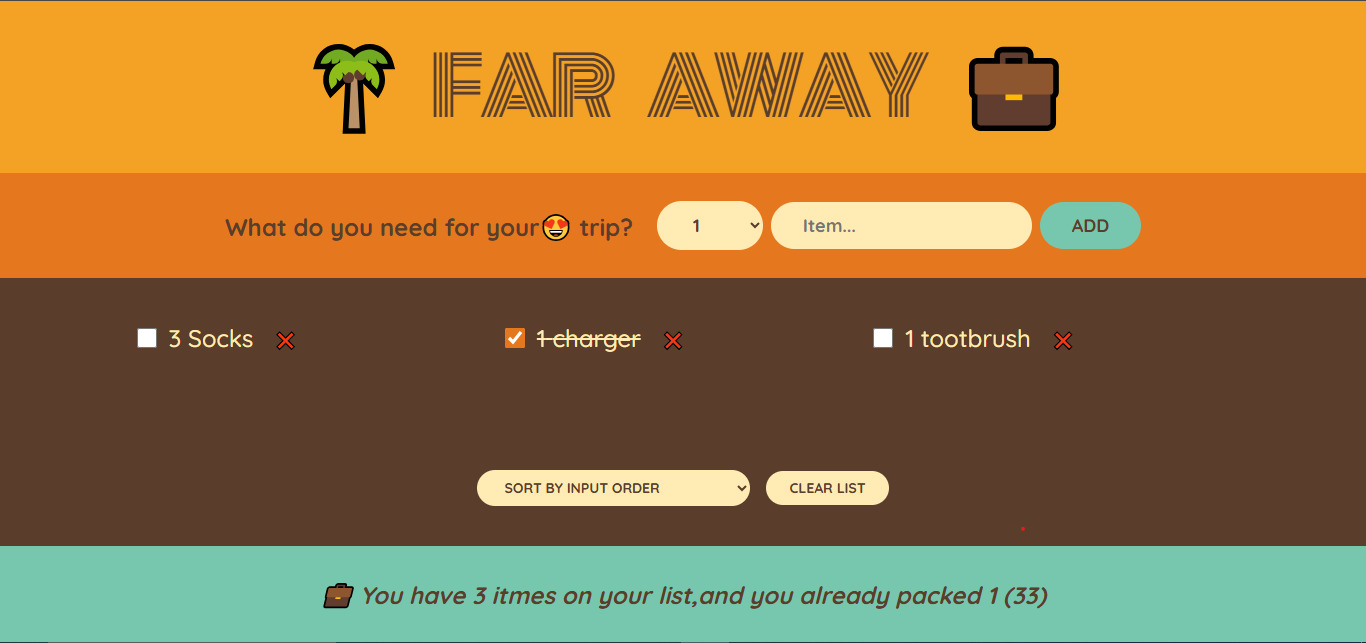 FAR AWAY
What do you need for your😍 trip? 1 Item... ADD
3 Socks ❌ 1 charger ❌ 1 tootbrush ❌
SORT BY INPUT ORDER CLEAR LIST
You have 3 itmes on your list,and you already packed 1 (33)